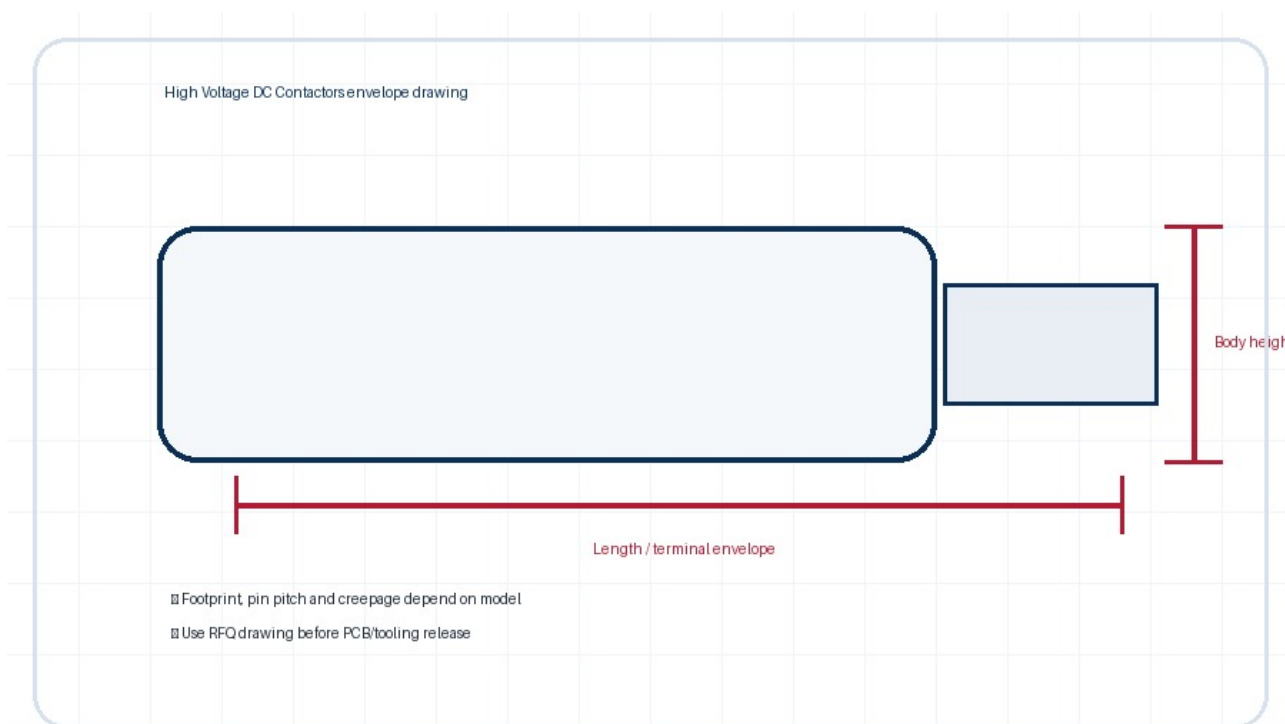 High Voltage DC Contactors envelope drawing
Body heigh
Length / terminal envelope
Footprint, pin pitch and creepage depend on model
Use RFQ drawing before PCB/tooling release